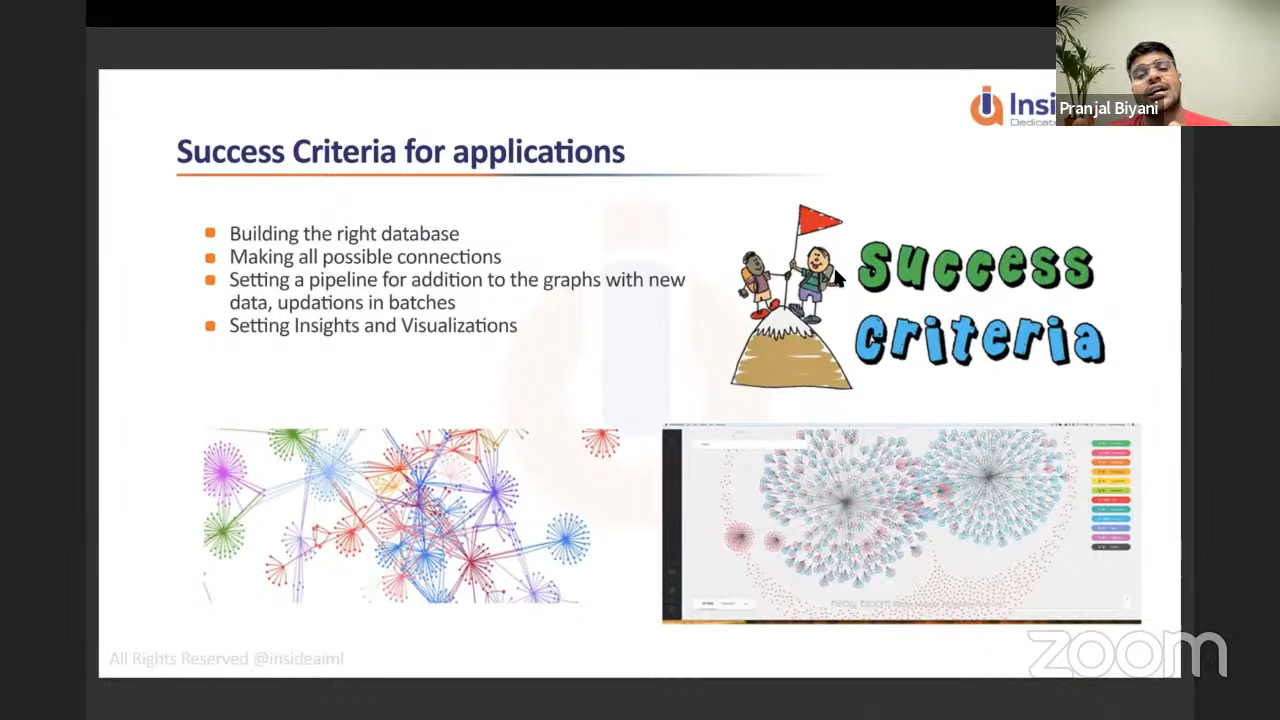 Insi
Dedicate
Pranjal Biyani
Success Criteria for applications
Building the right database
Making all possible connections
Setting a pipeline for addition to the graphs with new
data, updations in batches
Setting Insights and Visualizations
Success
Criteria
All Rights Reserved @insideaiml
zoom